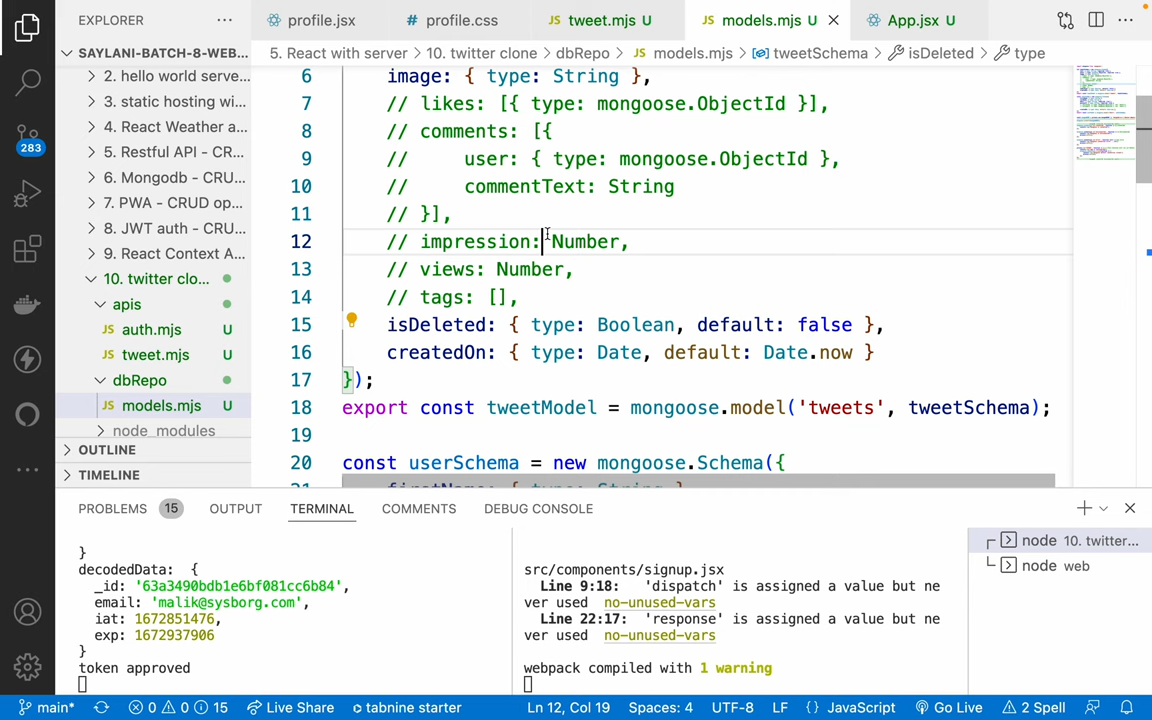 EXPLORER
profile.jsx
# profile.css
JS tweet.mjs U
JS models.mjs U
App.jsx U
SAYLANI-BATCH-8-WEB...
5. React with server > 10. twitter clone > dbRepo > JS models.mjs > tweetSchema > isDeleted > type
2. hello world serve...
3. static hosting wi...
4. React Weather a...
5. Restful API - CR...
6. Mongodb - CRU...
7. PWA - CRUD op...
8. JWT auth - CRU...
9. React Context A...
10. twitter clo...
apis
JS auth.mjs U
JS tweet.mjs U
dbRepo
JS models.mjs U
node_modules
OUTLINE
TIMELINE
283
6 image: { type: String },
7 // likes: [{ type: mongoose.ObjectId }],
8 // comments: [{
9 // user: { type: mongoose.ObjectId },
10 // commentText: String
11 // }],
12 // impression: Number,
13 // views: Number,
14 // tags: [],
15 isDeleted: { type: Boolean, default: false },
16 createdOn: { type: Date, default: Date.now }
17 });
18 export const tweetModel = mongoose.model('tweets', tweetSchema);
19
20 const userSchema = new mongoose.Schema({
21 firstName: { type: String },
PROBLEMS 15 OUTPUT TERMINAL COMMENTS DEBUG CONSOLE
}
decodedData: {
_id: '63a3490bdb1e6bf081cc6b84',
email: 'malik@sysborg.com',
iat: 1672851476,
exp: 1672937906
}
token approved
src/components/signup.jsx
Line 9:18: 'dispatch' is assigned a value but ne
ver used no-unused-vars
Line 22:17: 'response' is assigned a value but ne
ver used no-unused-vars
webpack compiled with 1 warning
node 10. twitter...
node web
main* 0 0 15 Live Share tabnine starter Ln 12, Col 19 Spaces: 4 UTF-8 LF {} JavaScript Go Live 2 Spell